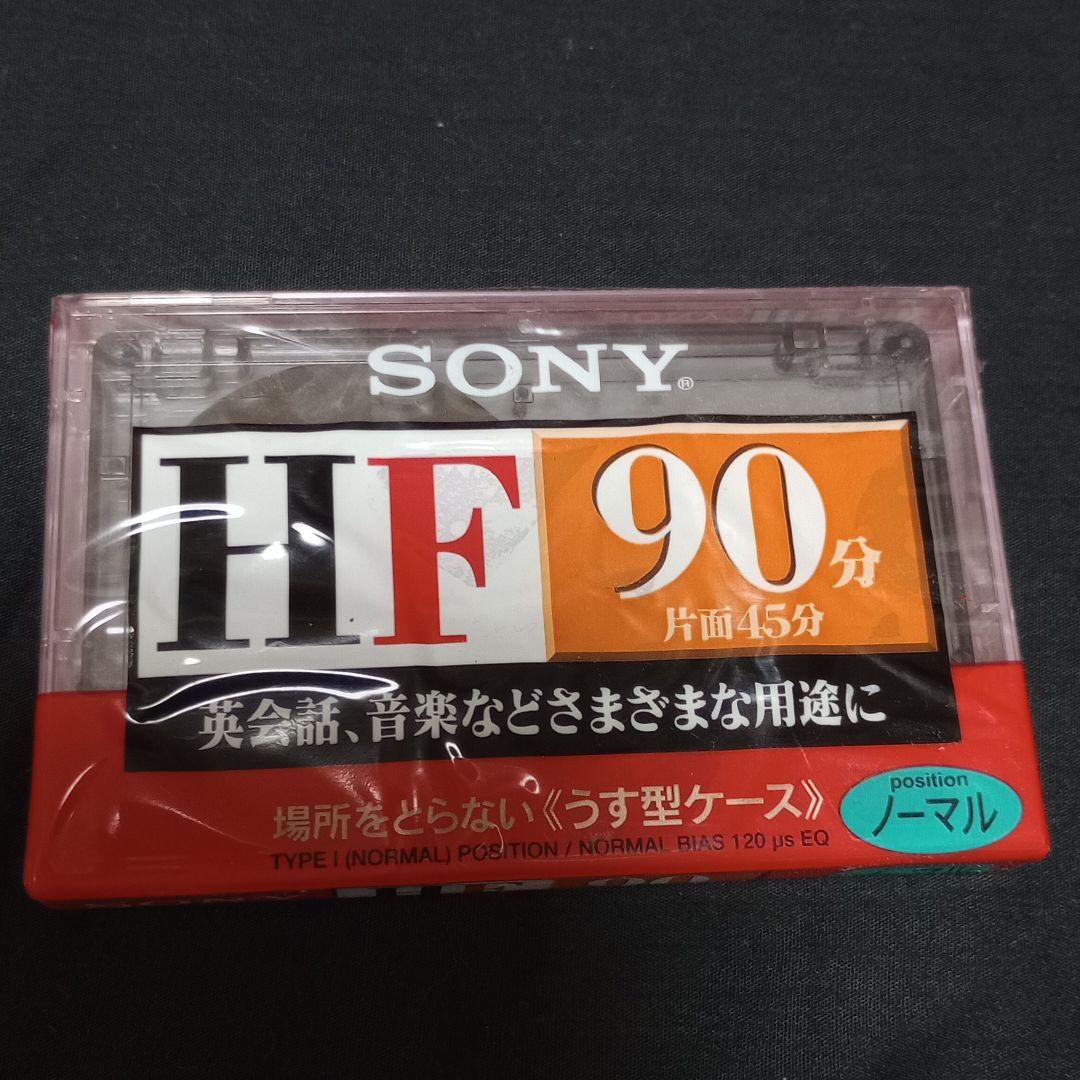 SONY®
HF 90分
片面45分
英会話、音楽などさまざまな用途に
場所をとらない《うす型ケース》
TYPE I (NORMAL) POSITION / NORMAL BIAS 120 µs EQ
position
ノーマル